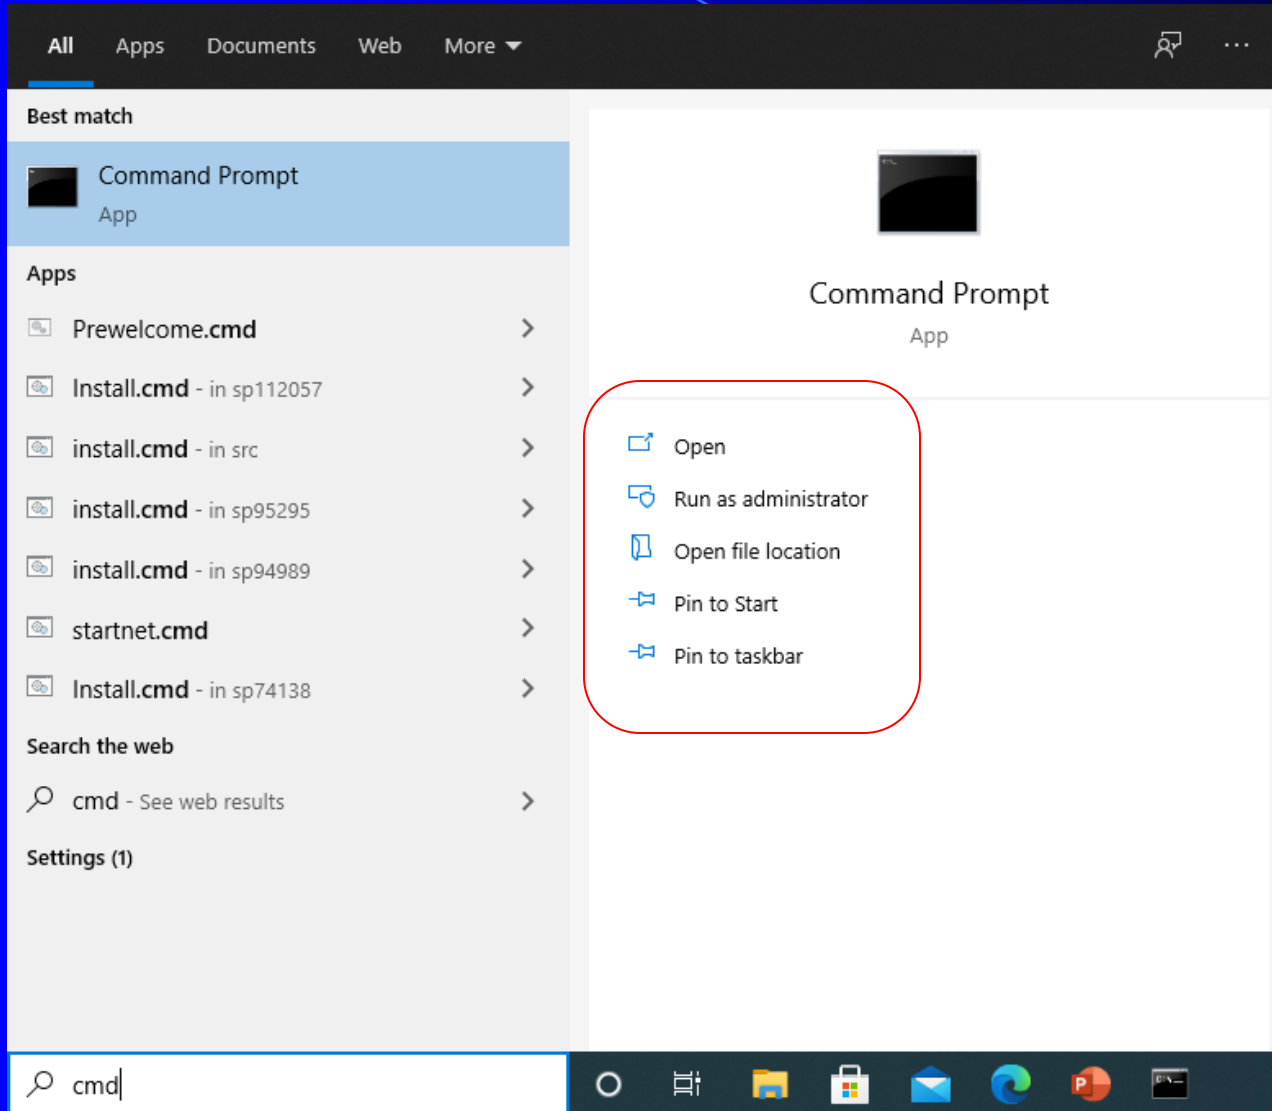 All Apps Documents Web More
Best match
Command Prompt
App
Apps
Prewelcome.cmd
Install.cmd - in sp112057
install.cmd - in src
install.cmd - in sp95295
install.cmd - in sp94989
startnet.cmd
Install.cmd - in sp74138
Search the web
cmd - See web results
Settings (1)
Command Prompt
App
Open
Run as administrator
Open file location
Pin to Start
Pin to taskbar
cmd